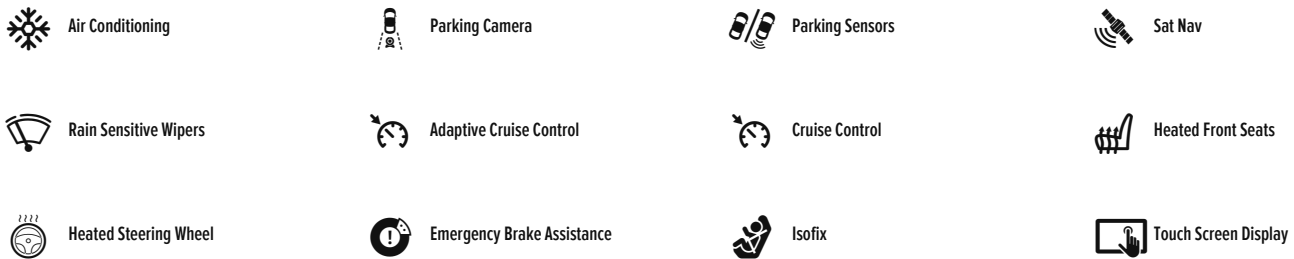 Air Conditioning
Parking Camera
Parking Sensors
Sat Nav
Rain Sensitive Wipers
Adaptive Cruise Control
Cruise Control
Heated Front Seats
Heated Steering Wheel
Emergency Brake Assistance
Isofix
Touch Screen Display